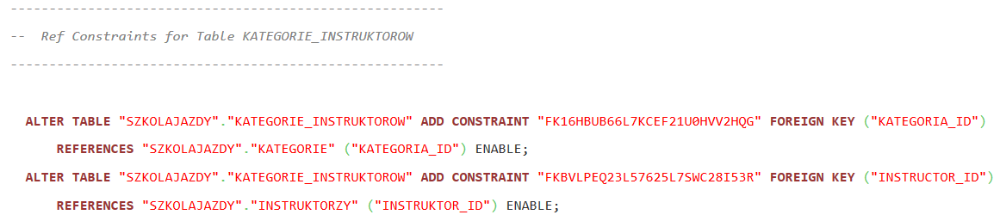 --------------------------------------------------------
--  Ref Constraints for Table KATEGORIE_INSTRUKTOROW
--------------------------------------------------------
ALTER TABLE "SZKOLAJAZDY"."KATEGORIE_INSTRUKTOROW" ADD CONSTRAINT "FK16HBUB66L7KCEF21U0HVV2HQG" FOREIGN KEY ("KATEGORIA_ID")
REFERENCES "SZKOLAJAZDY"."KATEGORIE" ("KATEGORIA_ID") ENABLE;
ALTER TABLE "SZKOLAJAZDY"."KATEGORIE_INSTRUKTOROW" ADD CONSTRAINT "FKBVLPEQ23L57625L7SWC28I53R" FOREIGN KEY ("INSTRUCTOR_ID")
REFERENCES "SZKOLAJAZDY"."INSTRUKTORZY" ("INSTRUKTOR_ID") ENABLE;